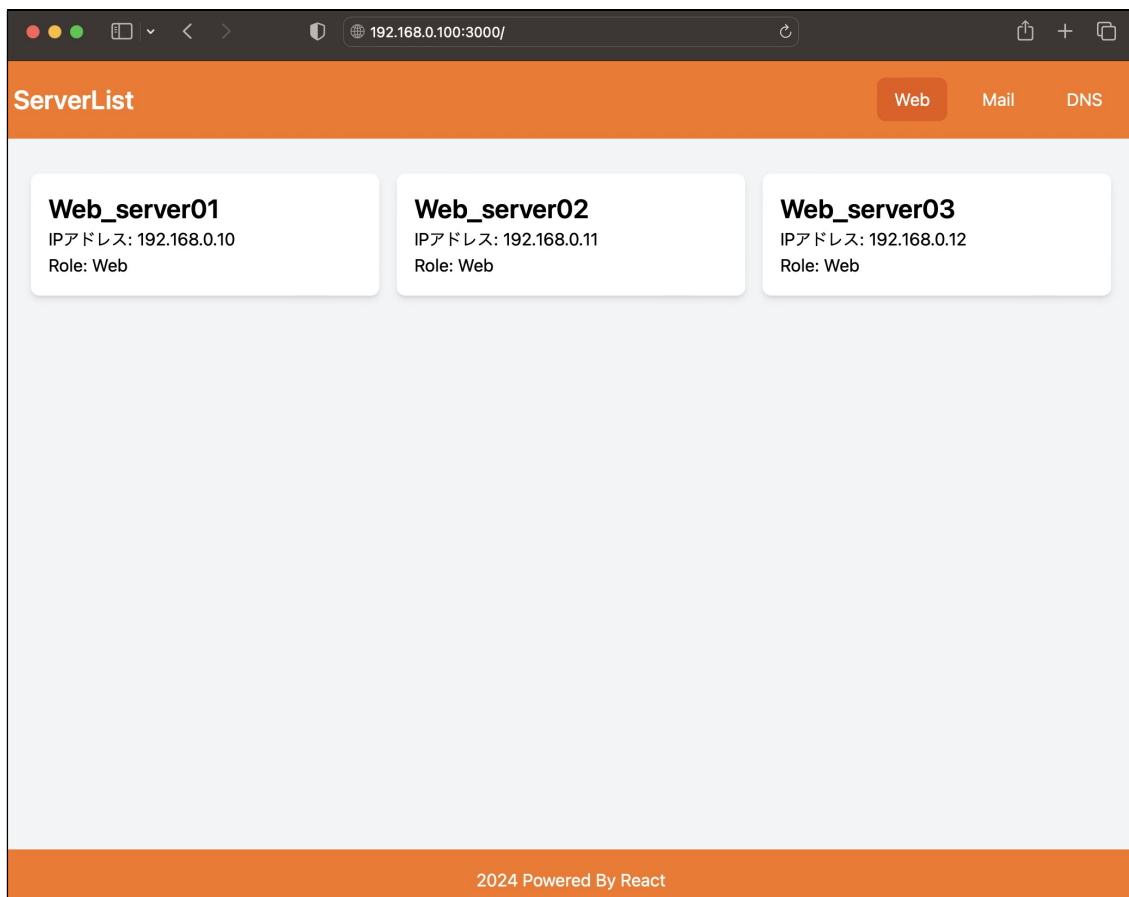 192.168.0.100:3000/
ServerList
Web
Mail
DNS
Web_server01
IPアドレス: 192.168.0.10
Role: Web
Web_server02
IPアドレス: 192.168.0.11
Role: Web
Web_server03
IPアドレス: 192.168.0.12
Role: Web
2024 Powered By React